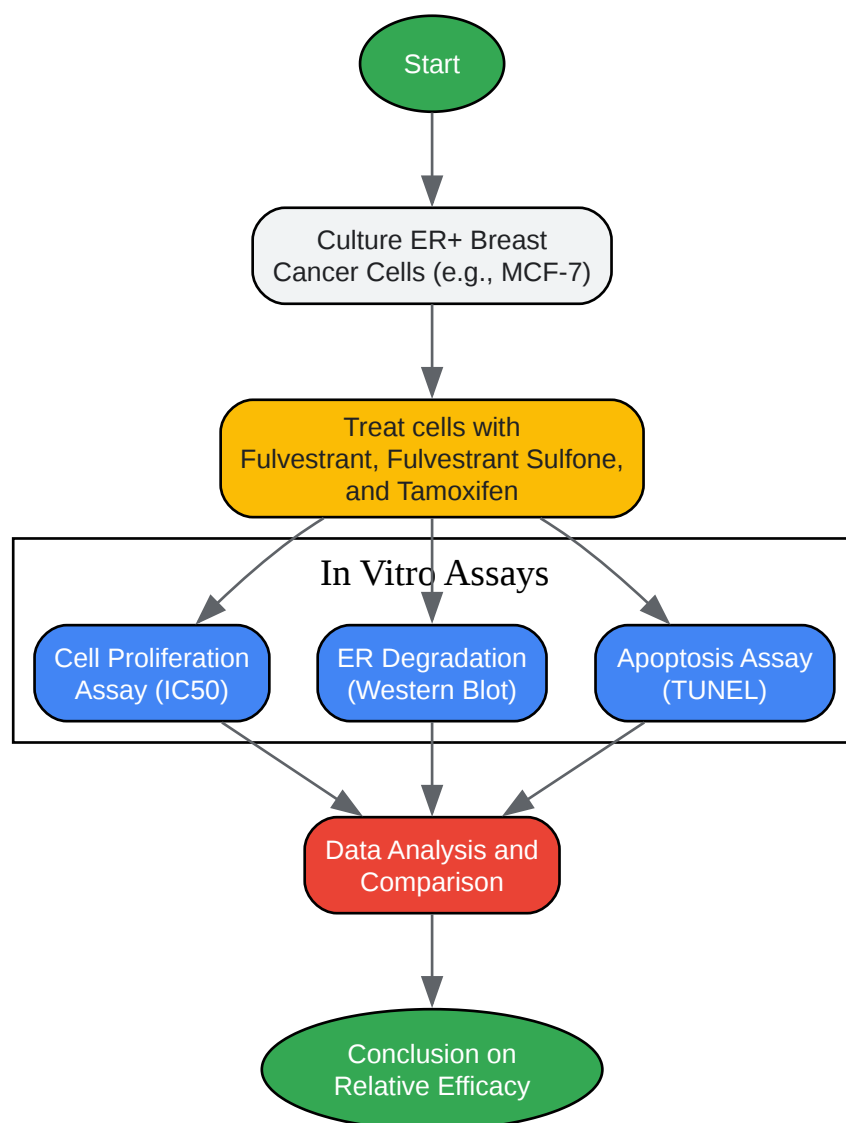 Start
Culture ER+ Breast
Cancer Cells (e.g., MCF-7)
Treat cells with
Fulvestrant, Fulvestrant Sulfone,
and Tamoxifen
In Vitro Assays
Cell Proliferation
Assay (IC50)
ER Degradation
(Western Blot)
Apoptosis Assay
(TUNEL)
Data Analysis and
Comparison
Conclusion on
Relative Efficacy